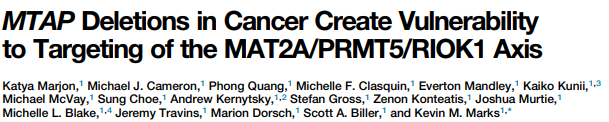 MTAP Deletions in Cancer Create Vulnerability
to Targeting of the MAT2A/PRMT5/RIOK1 Axis
Katya Marjon,1 Michael J. Cameron,1 Phong Quang,1 Michelle F. Clasquin,1 Everton Mandley,1 Kaiko Kunii,1,3
Michael McVay,1 Sung Choe,1 Andrew Kernytsky,1,2 Stefan Gross,1 Zenon Konteatis,1 Joshua Murtie,1
Michelle L. Blake,1,4 Jeremy Travins,1 Marion Dorsch,1 Scott A. Biller,1 and Kevin M. Marks1,*